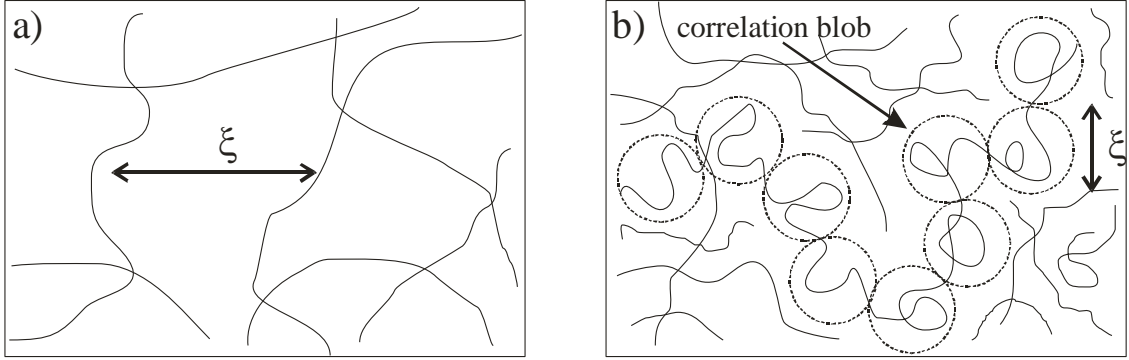 a)
ξ
b)
correlation blob
ξ